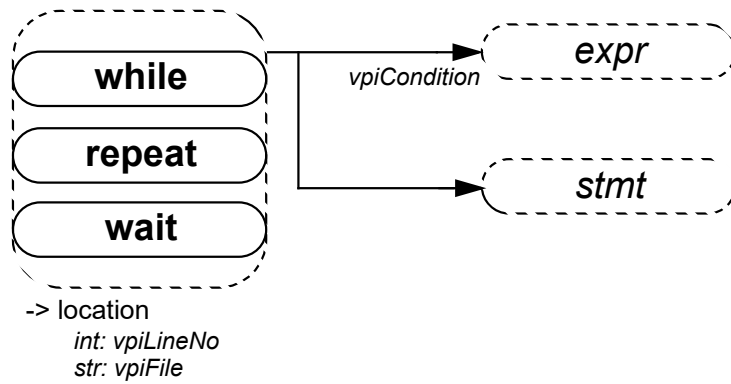 while
expr
vpiCondition
repeat
stmt
wait
-> location
int: vpiLineNo
str: vpiFile